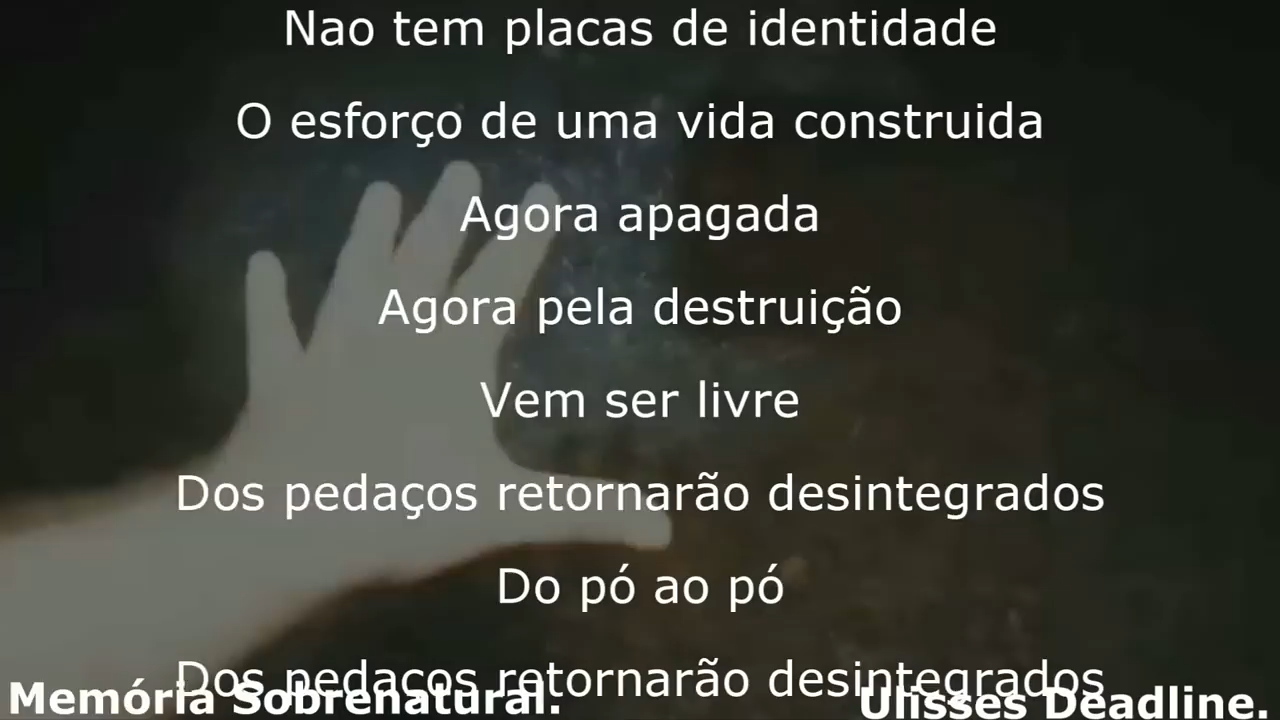 Nao tem placas de identidade
O esforço de uma vida construida
Agora apagada
Agora pela destruição
Vem ser livre
Dos pedaços retornarão desintegrados
Do pó ao pó
Dos pedaços retornarão desintegrados
Memória Sobrenatural.
Ulisses Deadline.